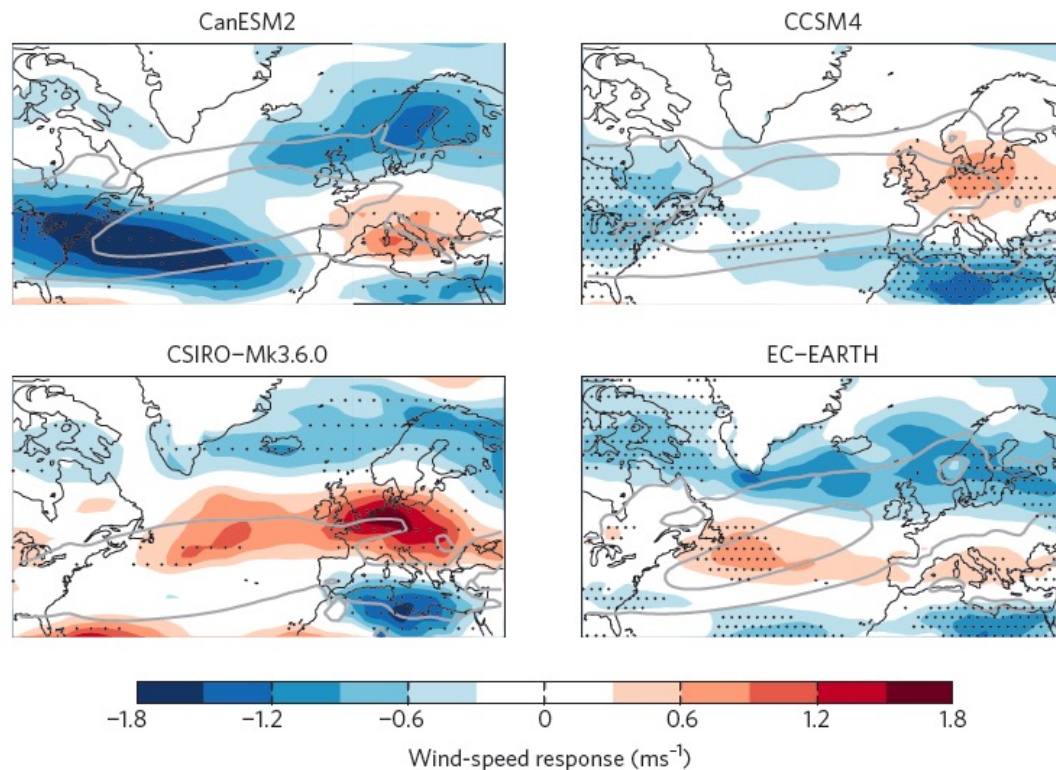 CanESM2
CCSM4
CSIRO–Mk3.6.0
EC–EARTH
−1.8
−1.2
−0.6
0
0.6
1.2
1.8
Wind-speed response (ms⁻¹)